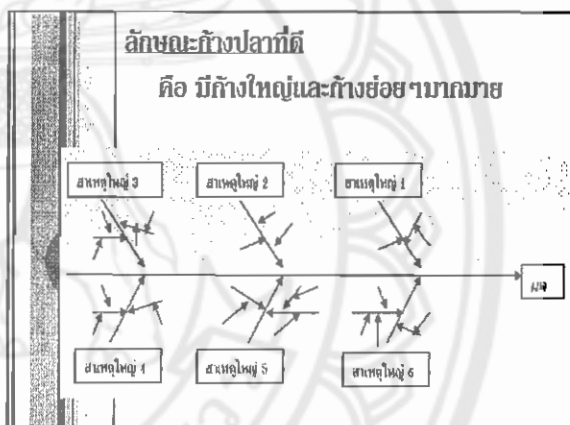 ลักษณะก้างปลาที่ดี
คือ มีก้างใหญ่และก้างย่อยๆมากมาย
สาเหตุใหญ่ 3
สาเหตุใหญ่ 2
สาเหตุใหญ่ 1
ผล
สาเหตุใหญ่ 4
สาเหตุใหญ่ 5
สาเหตุใหญ่ 6